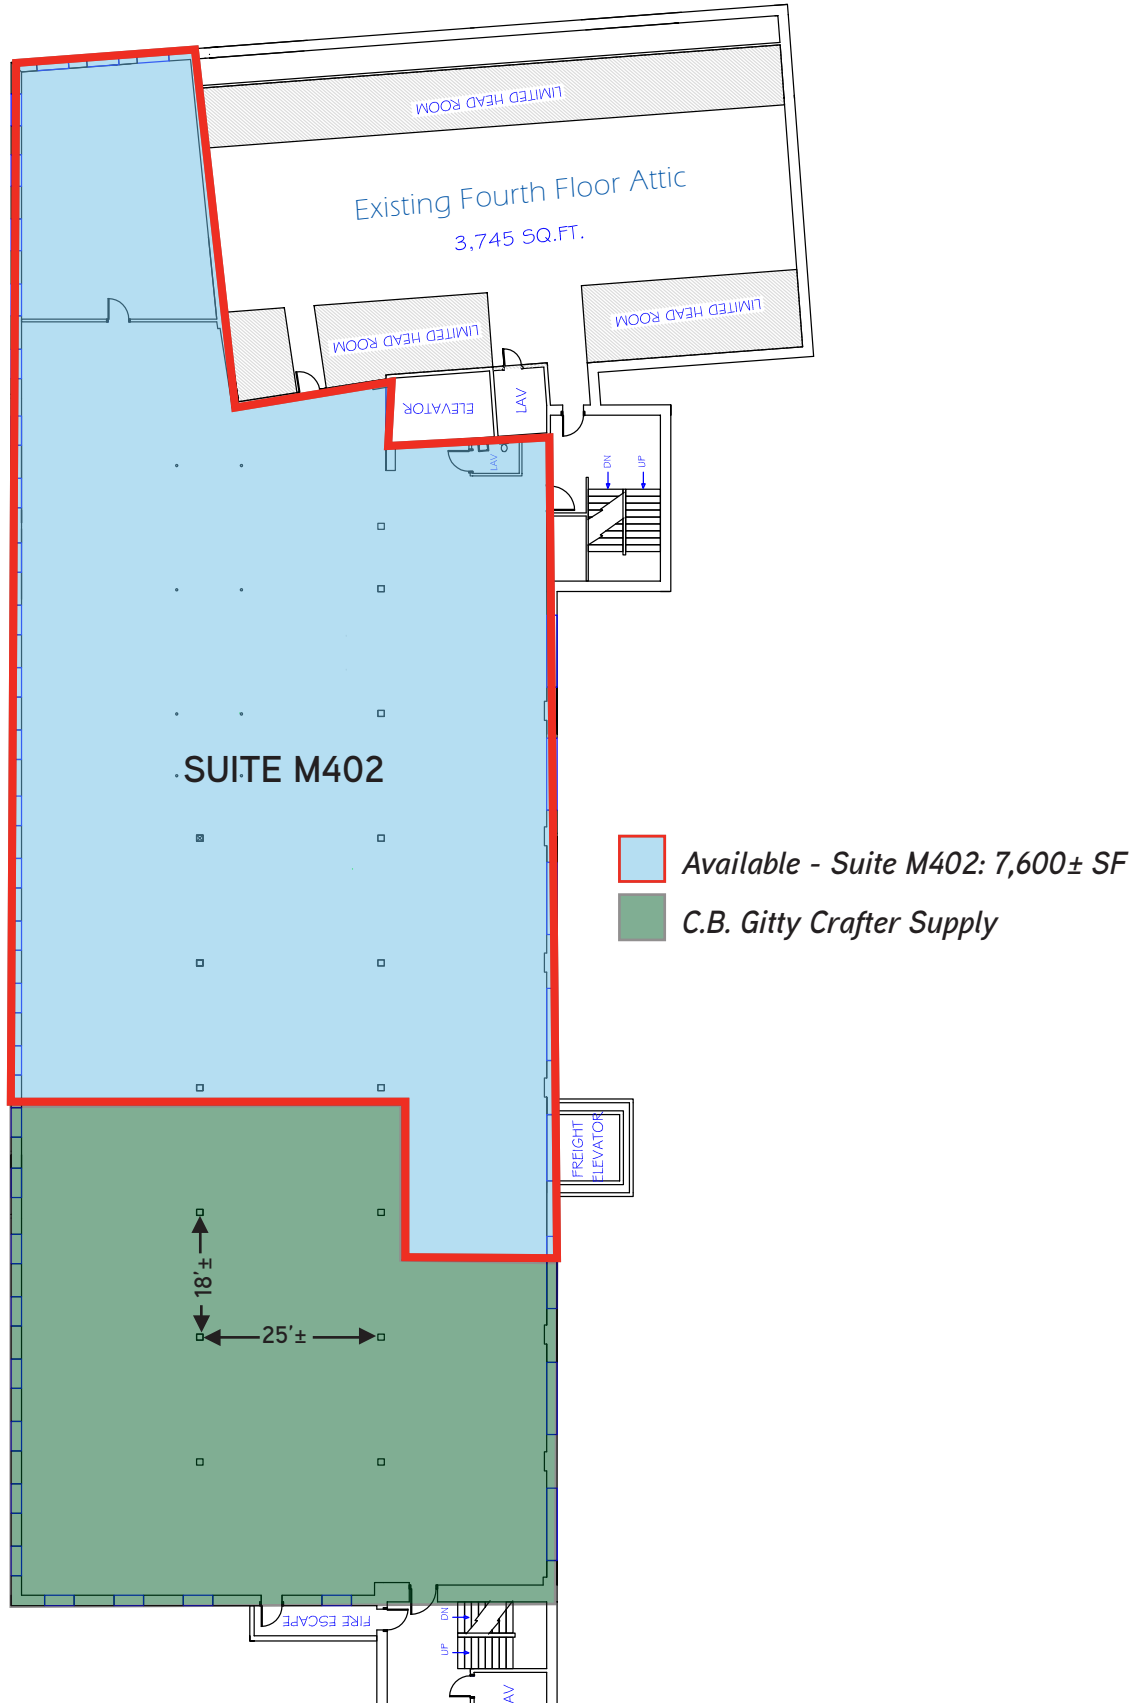 LIMITED HEAD ROOM
Existing Fourth Floor Attic
3,745 SQ.FT.
LIMITED HEAD ROOM
LIMITED HEAD ROOM
ELEVATOR
LAV
LAV
DN
UP
SUITE M402
Available - Suite M402: 7,600± SF
C.B. Gitty Crafter Supply
FREIGHT
ELEVATOR
18'±
25'±
FIRE ESCAPE
DN
UP
LAV